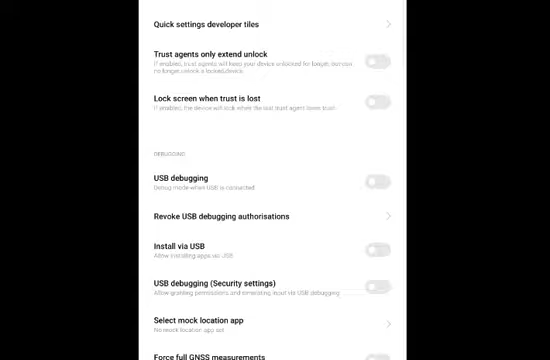 Quick settings developer tiles
Trust agents only extend unlock
If enabled, trust agents will keep your device unlocked for longer, but can
no longer unlock a locked device.
Lock screen when trust is lost
If enabled, the device will lock when the last trust agent loses trust
DEBUGGING
USB debugging
Debug mode when USB is connected
Revoke USB debugging authorisations
Install via USB
Allow installing apps via USB
USB debugging (Security settings)
Allow granting permissions and simulating input via USB debugging
Select mock location app
No mock location app set
Force full GNSS measurements